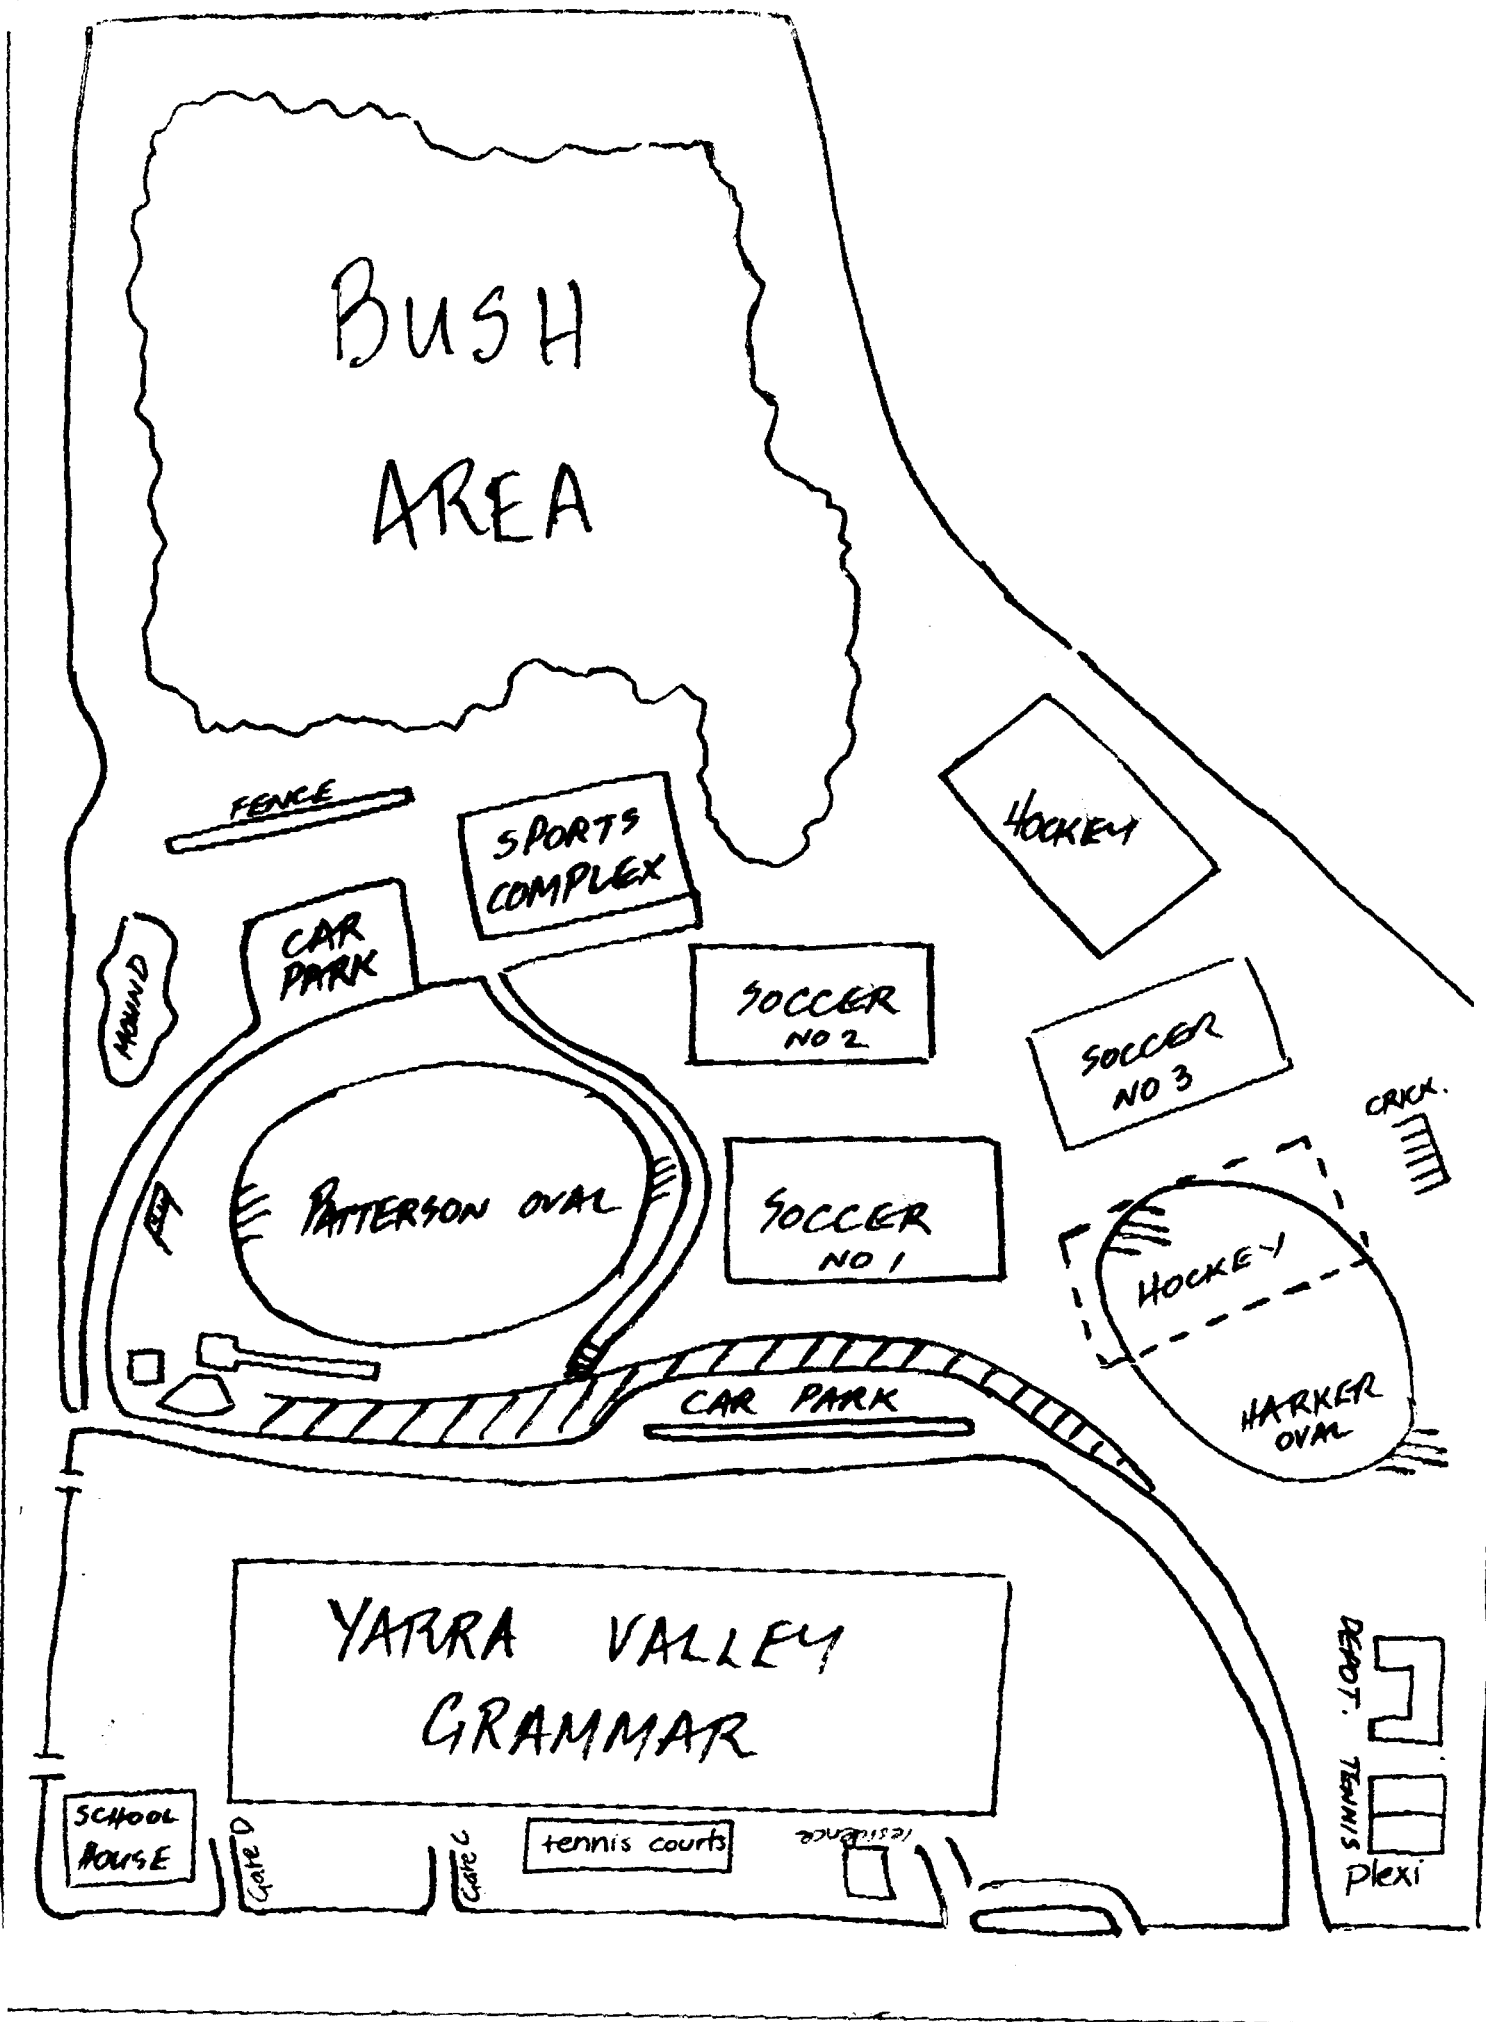 BUSH
AREA
FENCE
SPORTS
COMPLEX
HOCKEY
CAR
PARK
MOUND
SOCCER
NO 2
SOCCER
NO 3
CRICK.
PATTERSON OVAL
SOCCER
NO 1
HOCKEY
HARKER
OVAL
CAR PARK
YARRA VALLEY
GRAMMAR
DEPOT.
TENNIS
plexi
SCHOOL
HOUSE
Gate D
Gate C
tennis courts
residence